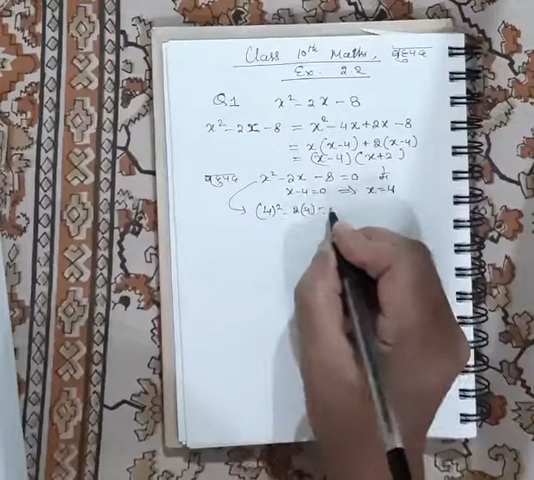 Class 10th Maths, बहुपद
Ex. 2.2
Q1 x² - 2x - 8
x² - 2x - 8 = x² - 4x + 2x - 8
= x(x-4) + 2(x-4)
= (x-4) (x+2)
बहुपद x² - 2x - 8 = 0 में
x-4=0 ⇒ x=4
(4)² - 2(4) -